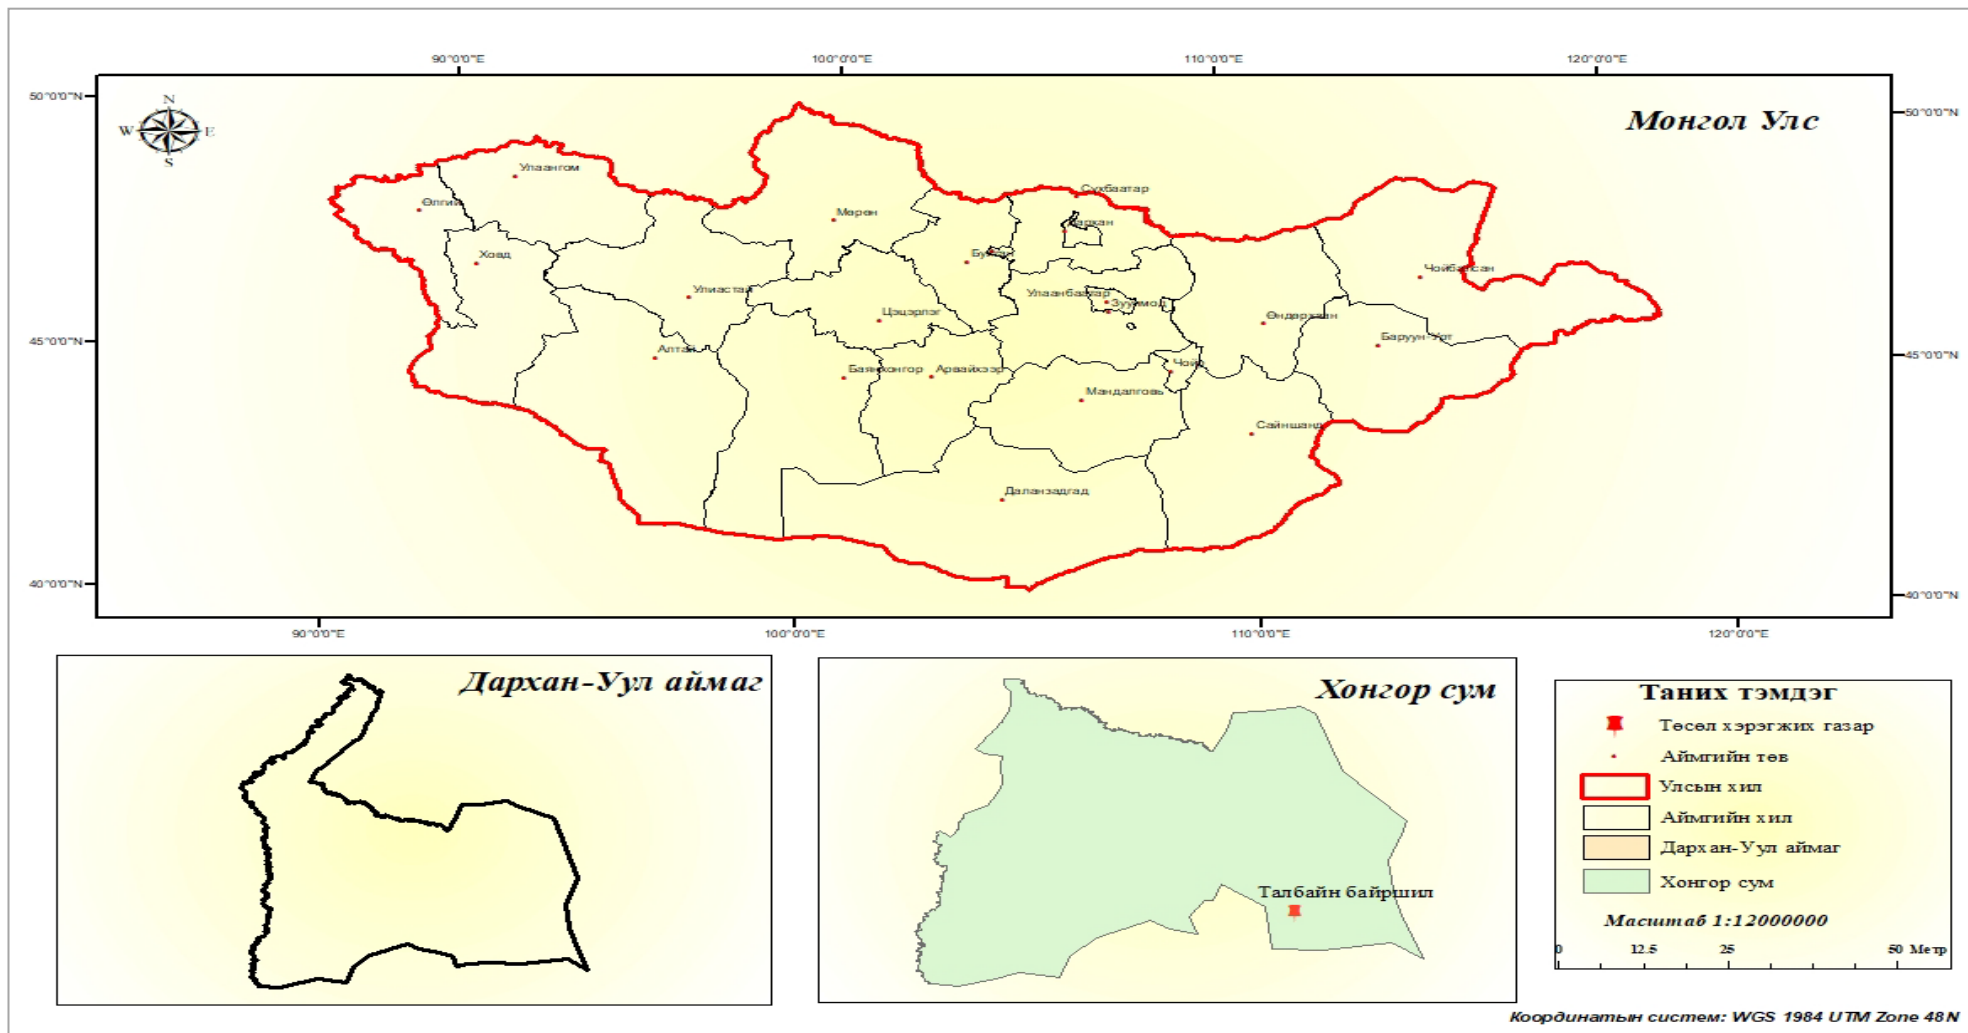 90°0'0"E 100°0'0"E 110°0'0"E 120°0'0"E
50°0'0"N
50°0'0"N
N
W E
S
Монгол Улс
Улаангом
Өлгий
Сүхбаатар
Мөрөн
Дархан
Ховд
Булган
Чойбалсан
Улиастай
Улаанбаатар
Зуунмод
Цэцэрлэг
Өндөрхаан
Баруун-Урт
45°0'0"N
45°0'0"N
Алтай
Баянхонгор
Арвайхээр
Чойр
Мандалговь
Сайншанд
Даланзадгад
40°0'0"N
40°0'0"N
90°0'0"E 100°0'0"E 110°0'0"E 120°0'0"E
Дархан-Уул аймаг
Хонгор сум
Талбайн байршил
Таних тэмдэг
Төсөл хэрэгжих газар
Аймгийн төв
Улсын хил
Аймгийн хил
Дархан-Уул аймаг
Хонгор сум
Масштаб 1:12000000
0 12.5 25 50 Метр
Координатын систем: WGS 1984 UTM Zone 48N